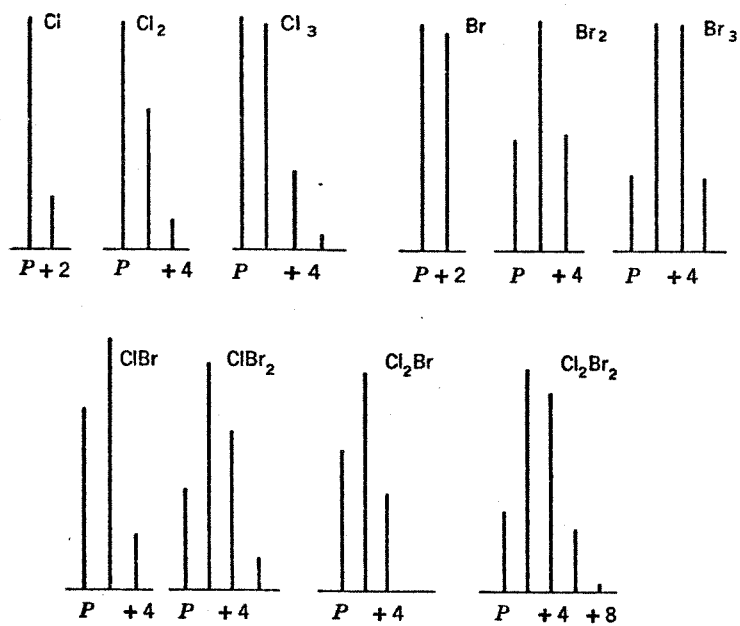 Cl Cl₂ Cl₃ Br Br₂ Br₃
P +2 P +4 P +4 P +2 P +4 P +4
ClBr ClBr₂ Cl₂Br Cl₂Br₂
P +4 P +4 P +4 P +4 +8